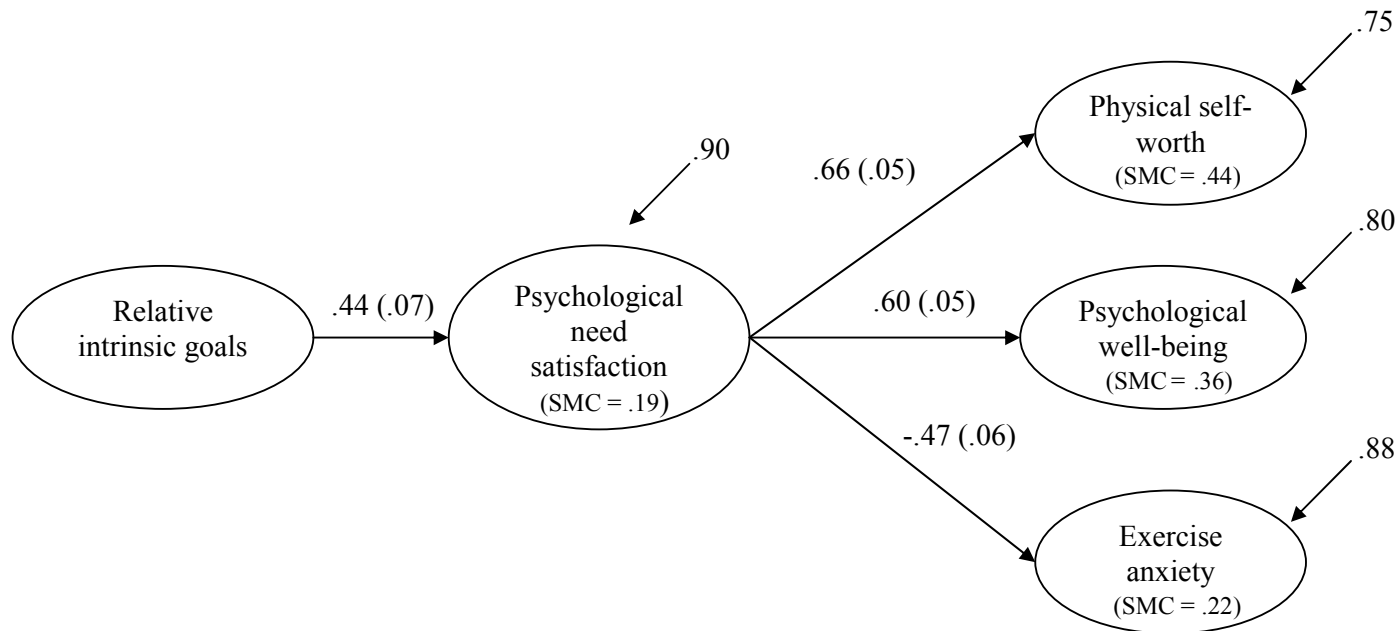 .75
Physical self-
worth
(SMC = .44)
.90
.66 (.05)
.80
Relative
intrinsic goals
.44 (.07)
Psychological
need
satisfaction
(SMC = .19)
.60 (.05)
Psychological
well-being
(SMC = .36)
-.47 (.06)
.88
Exercise
anxiety
(SMC = .22)